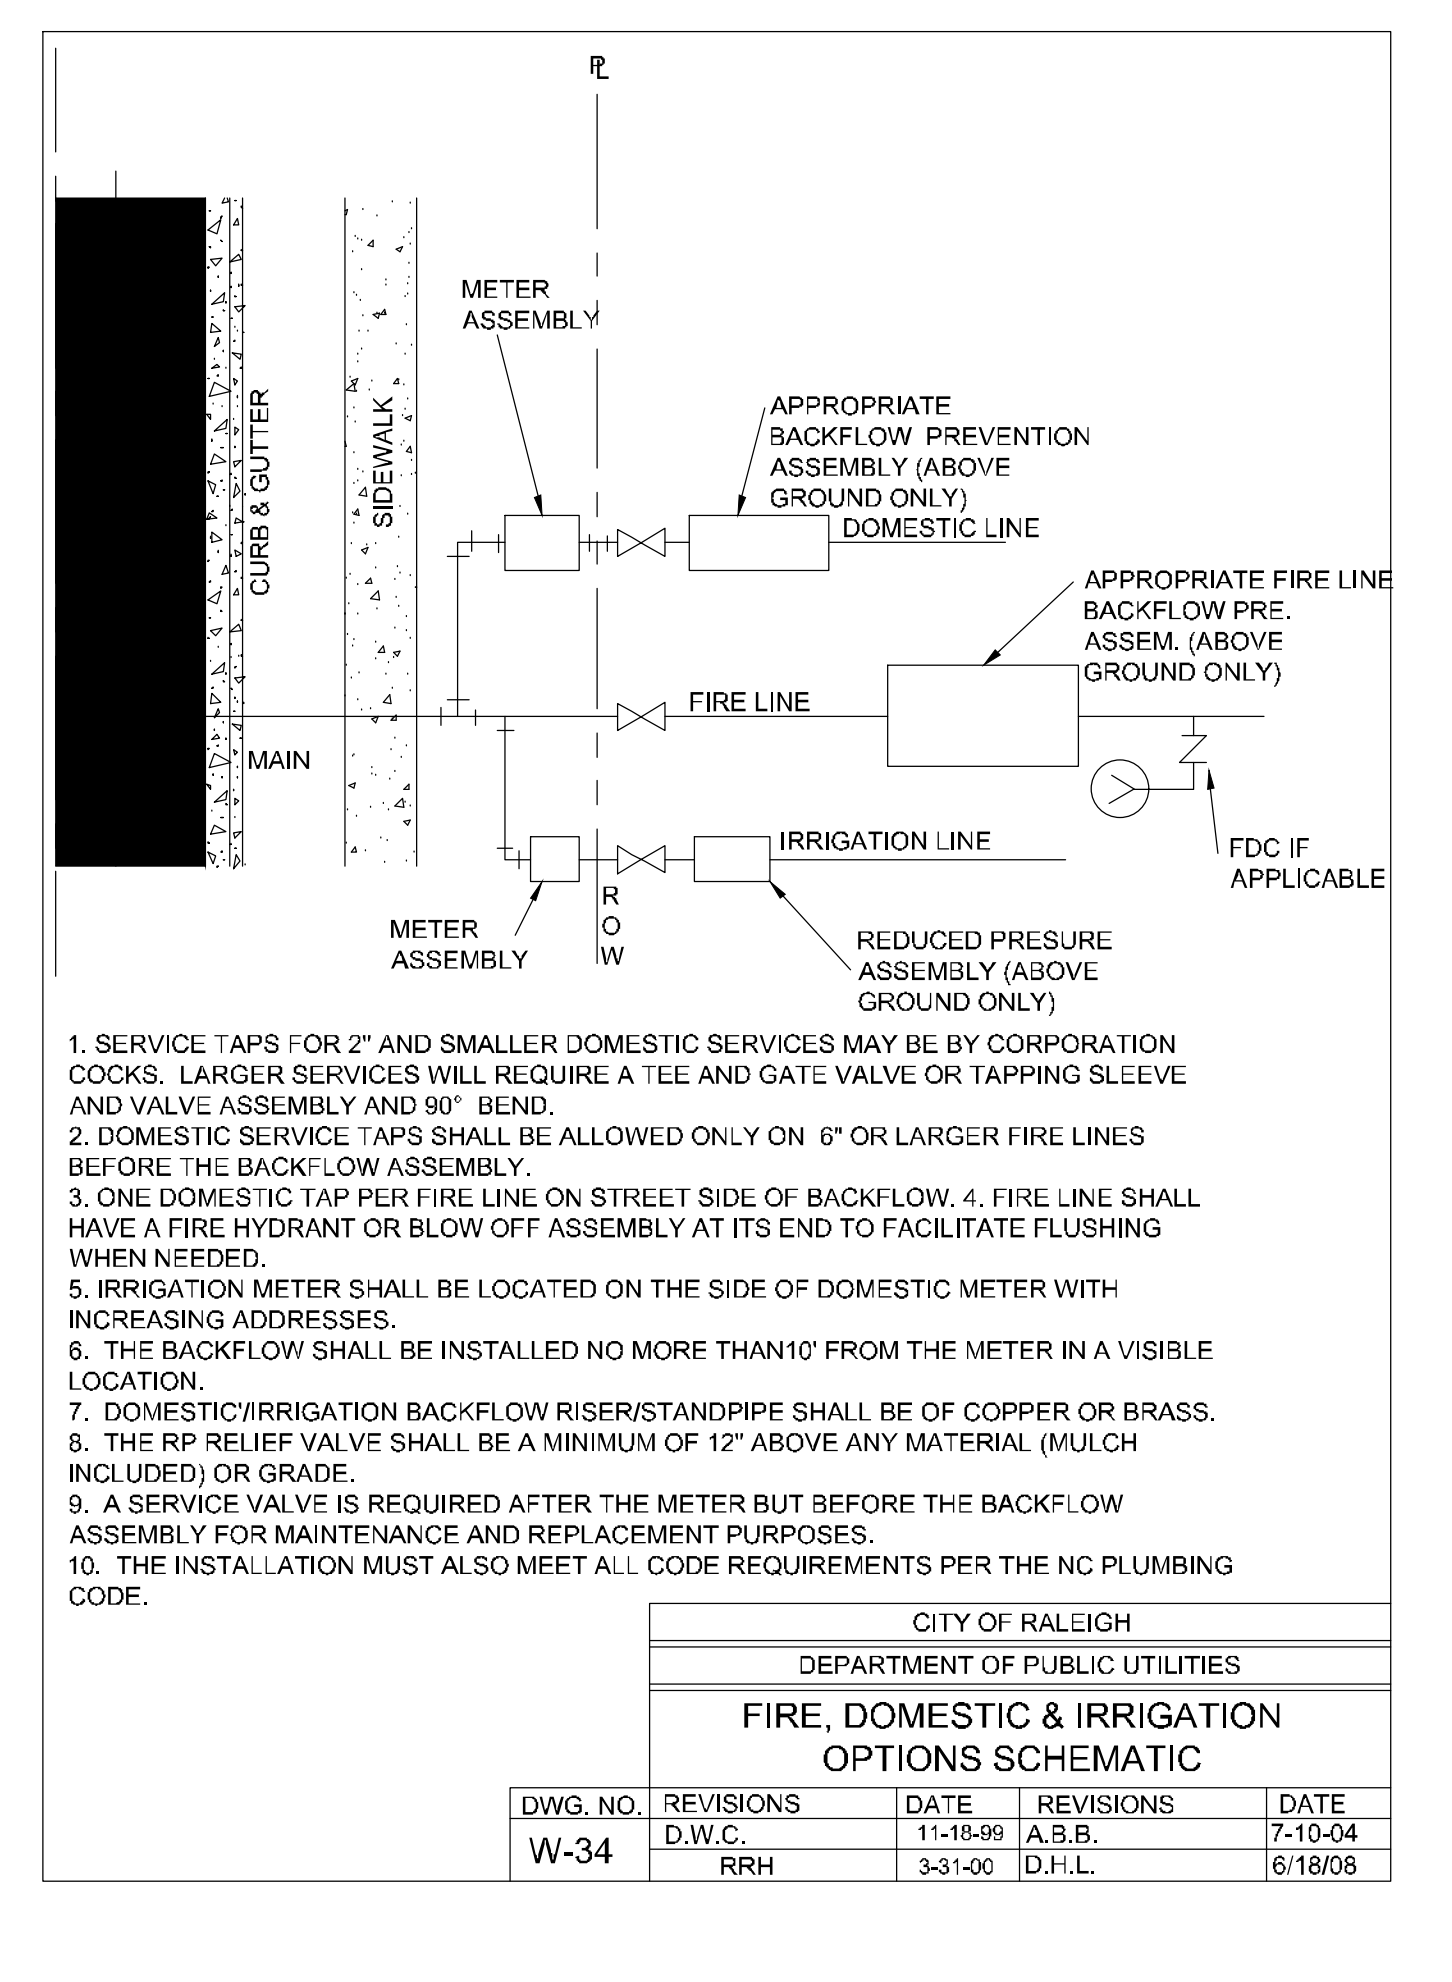 PL
METER
ASSEMBLY
CURB & GUTTER
SIDEWALK
APPROPRIATE
BACKFLOW PREVENTION
ASSEMBLY (ABOVE
GROUND ONLY)
DOMESTIC LINE
APPROPRIATE FIRE LINE
BACKFLOW PRE.
ASSEM. (ABOVE
GROUND ONLY)
FIRE LINE
MAIN
IRRIGATION LINE
FDC IF
APPLICABLE
R
O
W
METER
ASSEMBLY
REDUCED PRESURE
ASSEMBLY (ABOVE
GROUND ONLY)
1. SERVICE TAPS FOR 2" AND SMALLER DOMESTIC SERVICES MAY BE BY CORPORATION
COCKS. LARGER SERVICES WILL REQUIRE A TEE AND GATE VALVE OR TAPPING SLEEVE
AND VALVE ASSEMBLY AND 90° BEND.
2. DOMESTIC SERVICE TAPS SHALL BE ALLOWED ONLY ON 6" OR LARGER FIRE LINES
BEFORE THE BACKFLOW ASSEMBLY.
3. ONE DOMESTIC TAP PER FIRE LINE ON STREET SIDE OF BACKFLOW. 4. FIRE LINE SHALL
HAVE A FIRE HYDRANT OR BLOW OFF ASSEMBLY AT ITS END TO FACILITATE FLUSHING
WHEN NEEDED.
5. IRRIGATION METER SHALL BE LOCATED ON THE SIDE OF DOMESTIC METER WITH
INCREASING ADDRESSES.
6. THE BACKFLOW SHALL BE INSTALLED NO MORE THAN10' FROM THE METER IN A VISIBLE
LOCATION.
7. DOMESTIC'/IRRIGATION BACKFLOW RISER/STANDPIPE SHALL BE OF COPPER OR BRASS.
8. THE RP RELIEF VALVE SHALL BE A MINIMUM OF 12" ABOVE ANY MATERIAL (MULCH
INCLUDED) OR GRADE.
9. A SERVICE VALVE IS REQUIRED AFTER THE METER BUT BEFORE THE BACKFLOW
ASSEMBLY FOR MAINTENANCE AND REPLACEMENT PURPOSES.
10. THE INSTALLATION MUST ALSO MEET ALL CODE REQUIREMENTS PER THE NC PLUMBING
CODE.
CITY OF RALEIGH
DEPARTMENT OF PUBLIC UTILITIES
FIRE, DOMESTIC & IRRIGATION
OPTIONS SCHEMATIC
DWG. NO. REVISIONS DATE REVISIONS DATE
W-34
D.W.C. 11-18-99 A.B.B. 7-10-04
RRH 3-31-00 D.H.L. 6/18/08